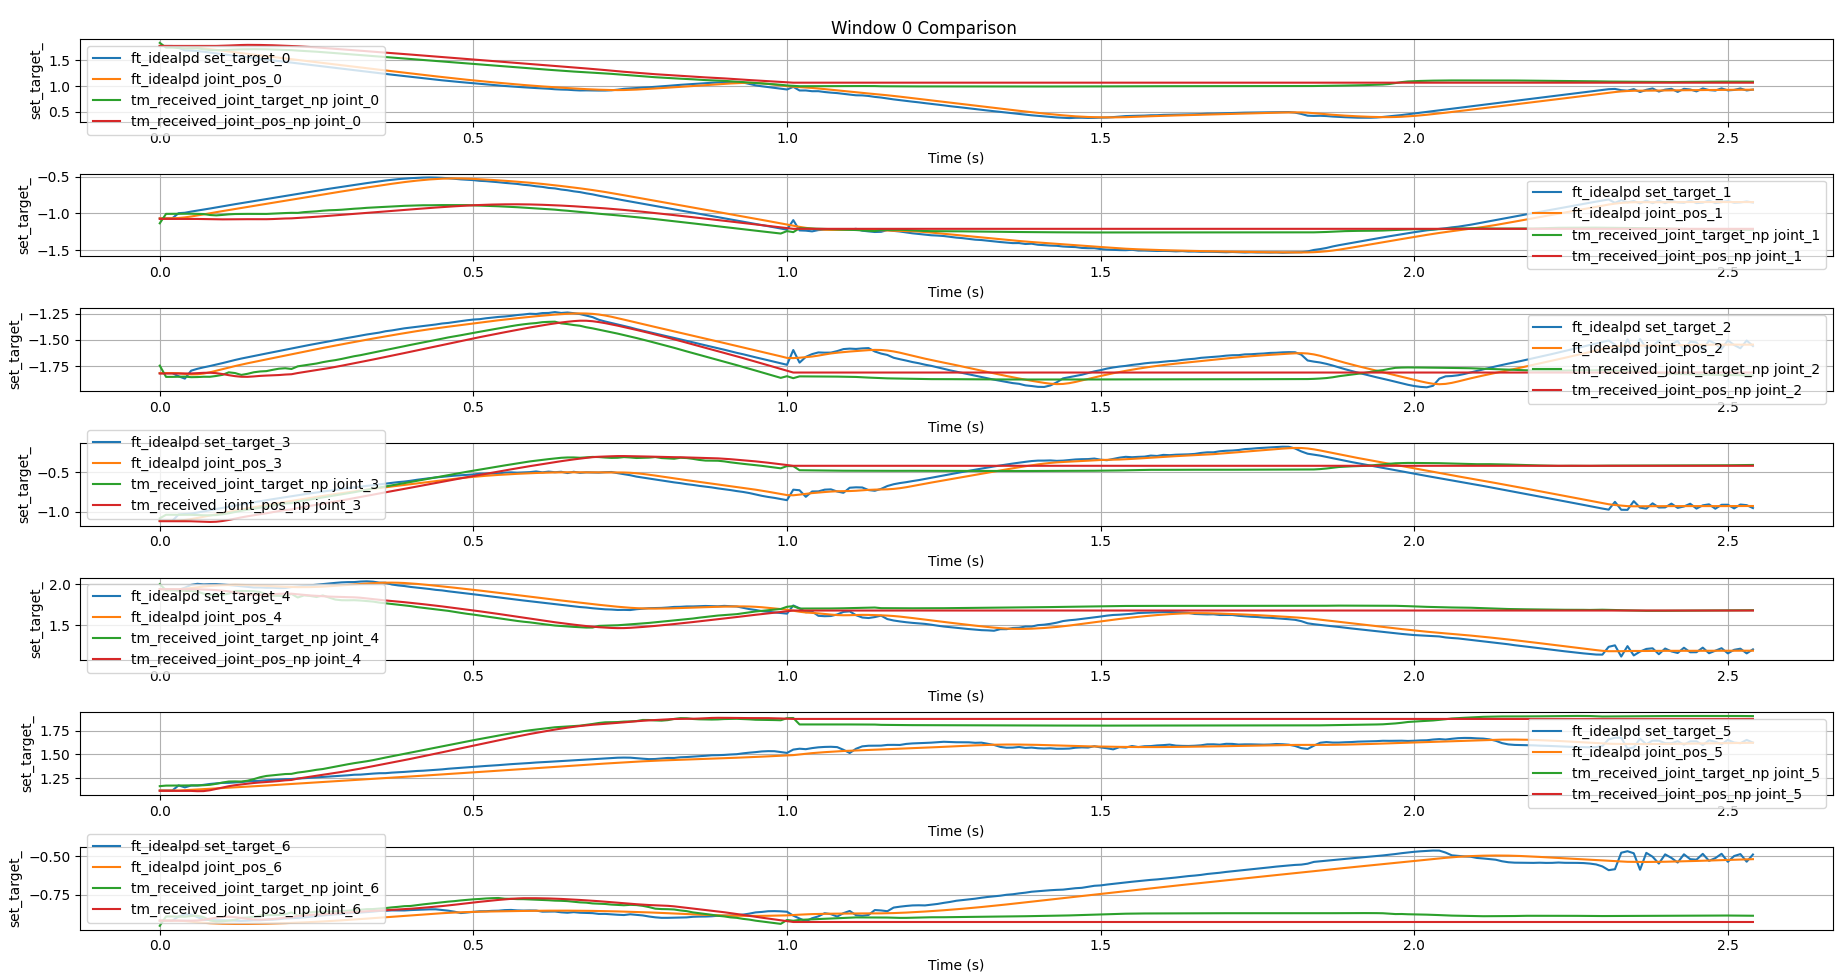 Window 0 Comparison
set_target_
1.5
1.0
0.5
ft_idealpd set_target_0
ft_idealpd joint_pos_0
tm_received_joint_target_np joint_0
tm_received_joint_pos_np joint_0
0.0 0.5 1.0 1.5 2.0 2.5
Time (s)
set_target_
−0.5
−1.0
−1.5
ft_idealpd set_target_1
ft_idealpd joint_pos_1
tm_received_joint_target_np joint_1
tm_received_joint_pos_np joint_1
0.0 0.5 1.0 1.5 2.0 2.5
Time (s)
set_target_
−1.25
−1.50
−1.75
ft_idealpd set_target_2
ft_idealpd joint_pos_2
tm_received_joint_target_np joint_2
tm_received_joint_pos_np joint_2
0.0 0.5 1.0 1.5 2.0 2.5
Time (s)
set_target_
−0.5
−1.0
ft_idealpd set_target_3
ft_idealpd joint_pos_3
tm_received_joint_target_np joint_3
tm_received_joint_pos_np joint_3
0.0 0.5 1.0 1.5 2.0 2.5
Time (s)
set_target_
2.0
1.5
ft_idealpd set_target_4
ft_idealpd joint_pos_4
tm_received_joint_target_np joint_4
tm_received_joint_pos_np joint_4
0.0 0.5 1.0 1.5 2.0 2.5
Time (s)
set_target_
1.75
1.50
1.25
ft_idealpd set_target_5
ft_idealpd joint_pos_5
tm_received_joint_target_np joint_5
tm_received_joint_pos_np joint_5
0.0 0.5 1.0 1.5 2.0 2.5
Time (s)
set_target_
−0.50
−0.75
ft_idealpd set_target_6
ft_idealpd joint_pos_6
tm_received_joint_target_np joint_6
tm_received_joint_pos_np joint_6
0.0 0.5 1.0 1.5 2.0 2.5
Time (s)